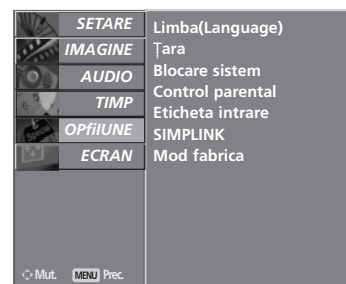 SETARE
IMAGINE
AUDIO
TIMP
OPfiIUNE
ECRAN
Mut.
MENU Prec.
Limba(Language)
Țara
Blocare sistem
Control parental
Eticheta intrare
SIMPLINK
Mod fabrica